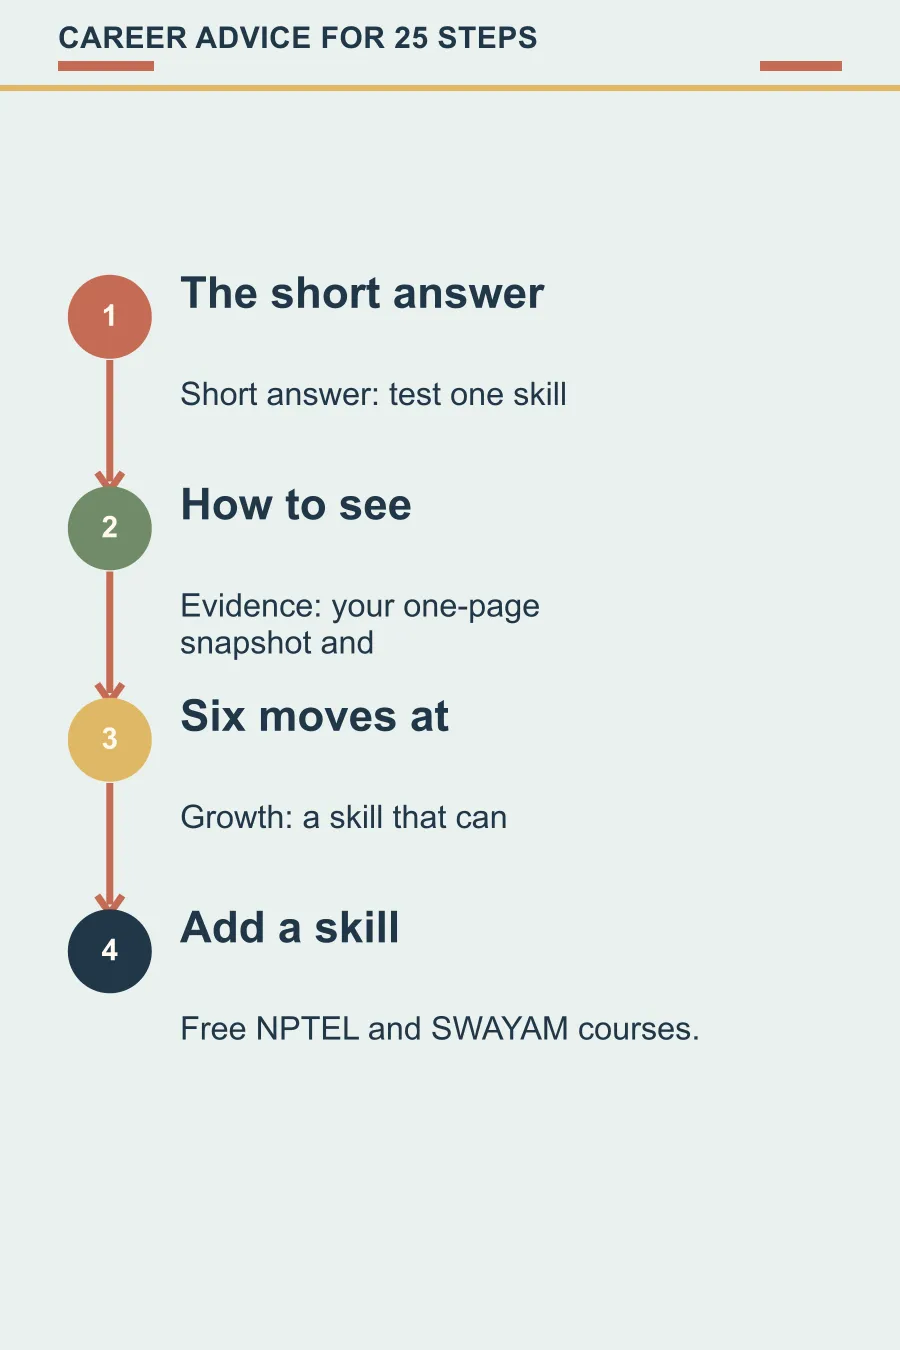 CAREER ADVICE FOR 25 STEPS
1
The short answer
Short answer: test one skill
2
How to see
Evidence: your one-page
snapshot and
3
Six moves at
Growth: a skill that can
4
Add a skill
Free NPTEL and SWAYAM courses.